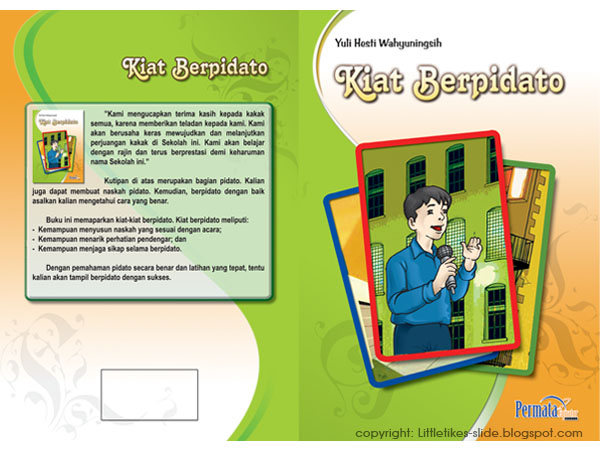 Kiat Berpidato
"Kami mengucapkan terima kasih kepada kakak
semua, karena memberikan teladan kepada kami. Kami
akan berusaha keras mewujudkan dan melanjutkan
perjuangan kakak di Sekolah ini. Kami akan belajar
dengan rajin dan terus berprestasi demi keharuman
nama Sekolah ini."
Kutipan di atas merupakan bagian pidato. Kalian
juga dapat membuat naskah pidato. Kemudian, berpidato dengan baik
asalkan kalian mengetahui cara yang benar.
Buku ini memaparkan kiat-kiat berpidato. Kiat berpidato meliputi:
- Kemampuan menyusun naskah yang sesuai dengan acara;
- Kemampuan menarik perhatian pendengar; dan
- Kemampuan menjaga sikap selama berpidato.
Dengan pemahaman pidato secara benar dan latihan yang tepat, tentu
kalian akan tampil berpidato dengan sukses.
Kiat Berpidato
Yuli Hesti Wahyuningsih
Kiat Berpidato
Permata
copyright: Littletikes-slide.blogspot.com